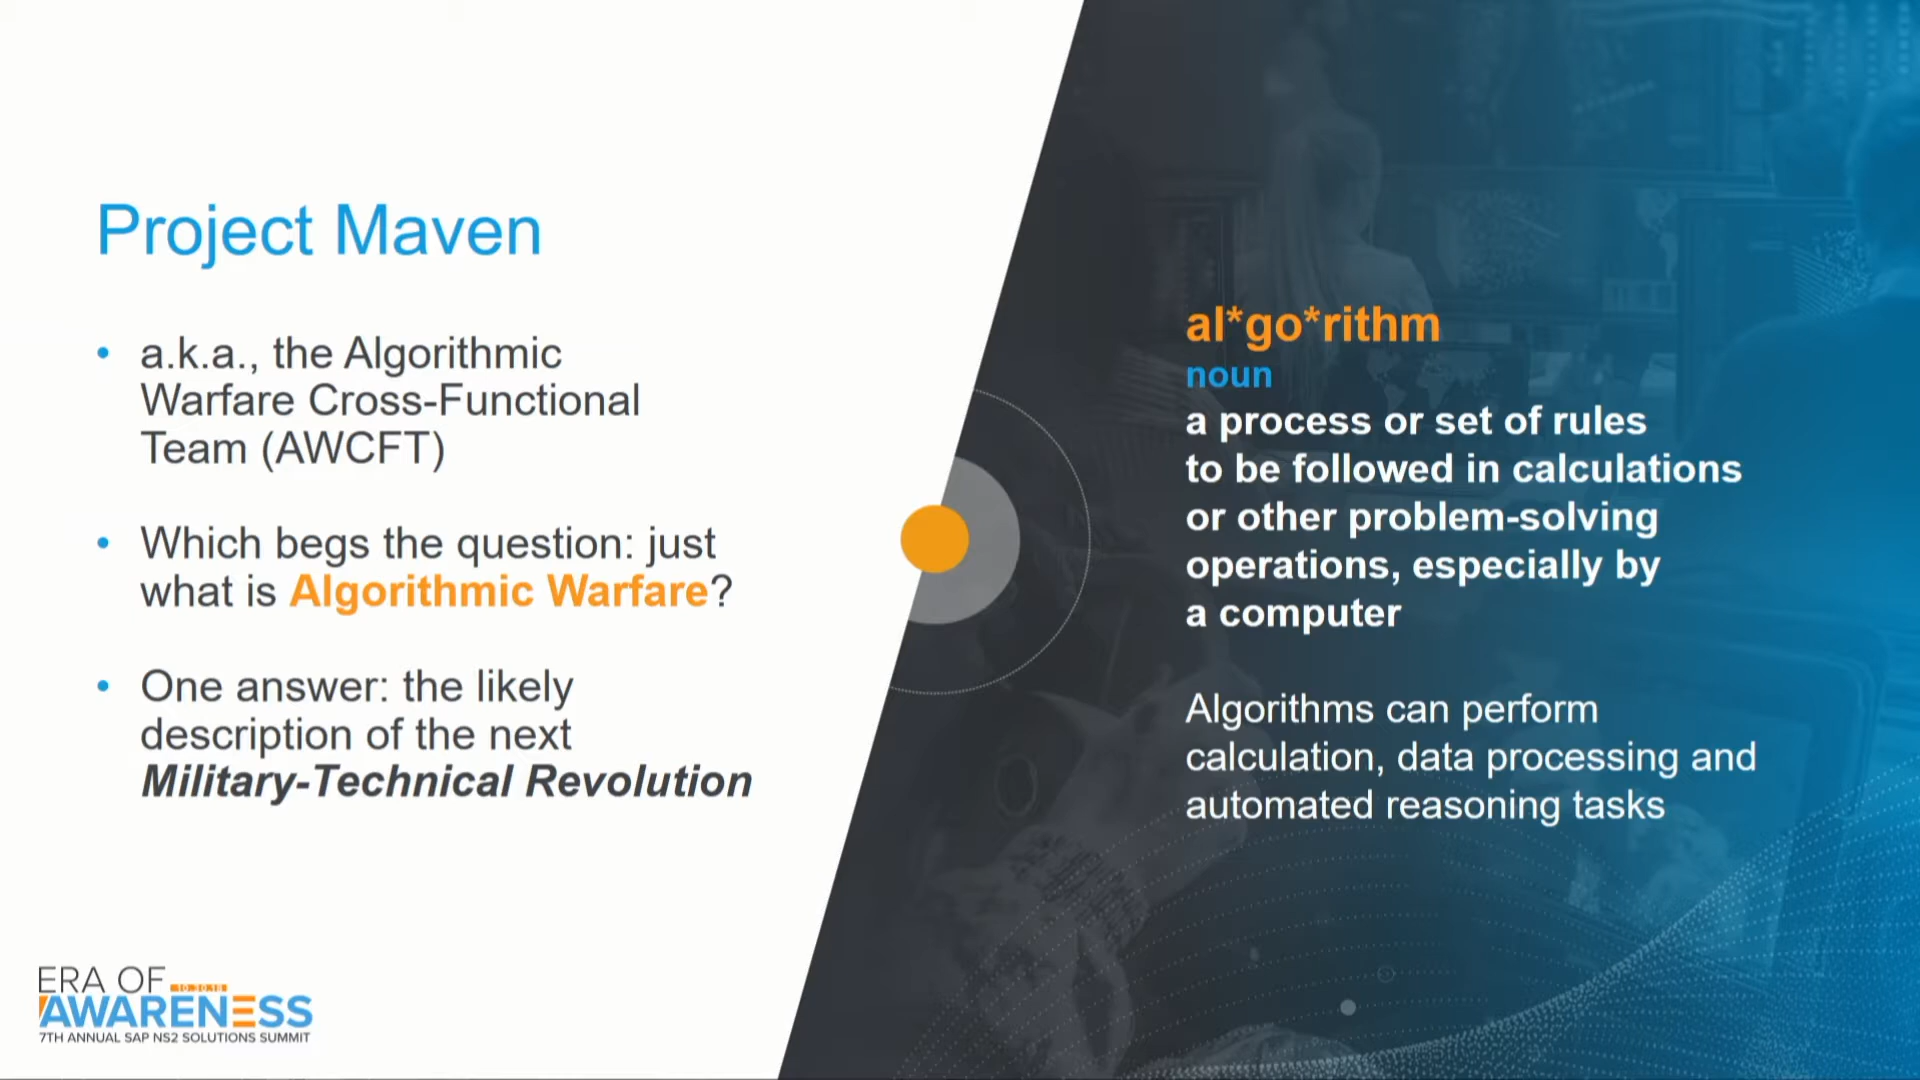 Project Maven
• a.k.a., the Algorithmic
Warfare Cross-Functional
Team (AWCFT)
• Which begs the question: just
what is Algorithmic Warfare?
• One answer: the likely
description of the next
Military-Technical Revolution
al*go*rithm
noun
a process or set of rules
to be followed in calculations
or other problem-solving
operations, especially by
a computer
Algorithms can perform
calculation, data processing and
automated reasoning tasks
ERA OF
10.30.18
AWARENESS
7TH ANNUAL SAP NS2 SOLUTIONS SUMMIT